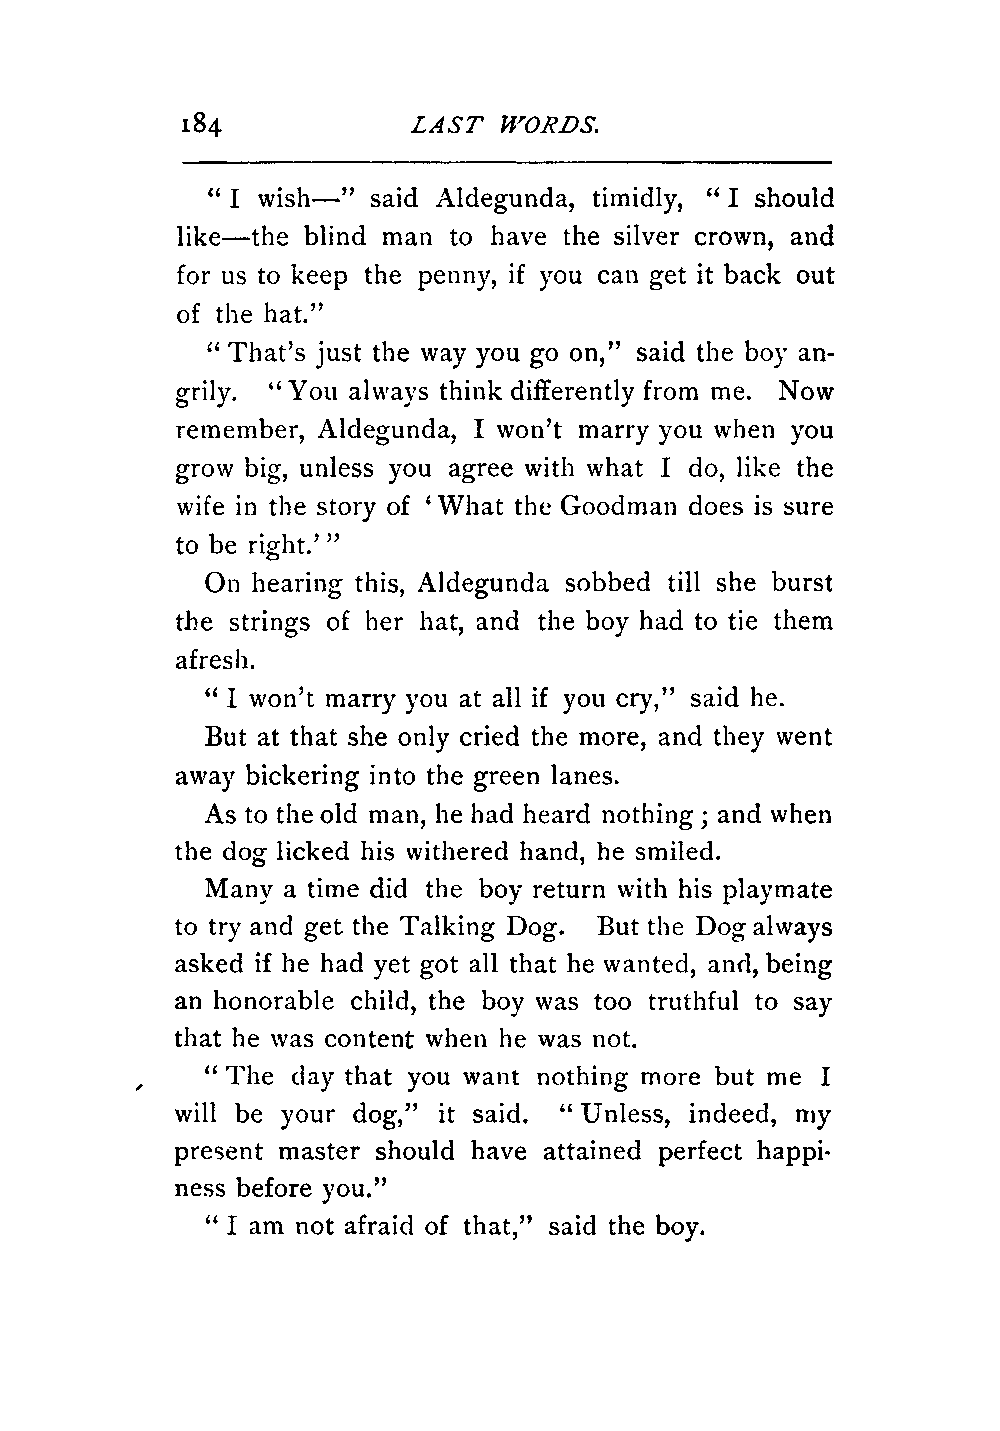 184 LAST WORDS.
“I wish—” said Aldegunda, timidly, “I should
like—the blind man to have the silver crown, and
for us to keep the penny, if you can get it back out
of the hat.”
“That’s just the way you go on,” said the boy an-
grily. “You always think differently from me. Now
remember, Aldegunda, I won’t marry you when you
grow big, unless you agree with what I do, like the
wife in the story of ‘What the Goodman does is sure
to be right.’”
On hearing this, Aldegunda sobbed till she burst
the strings of her hat, and the boy had to tie them
afresh.
“I won’t marry you at all if you cry,” said he.
But at that she only cried the more, and they went
away bickering into the green lanes.
As to the old man, he had heard nothing; and when
the dog licked his withered hand, he smiled.
Many a time did the boy return with his playmate
to try and get the Talking Dog. But the Dog always
asked if he had yet got all that he wanted, and, being
an honorable child, the boy was too truthful to say
that he was content when he was not.
“The day that you want nothing more but me I
will be your dog,” it said. “Unless, indeed, my
present master should have attained perfect happi-
ness before you.”
“I am not afraid of that,” said the boy.